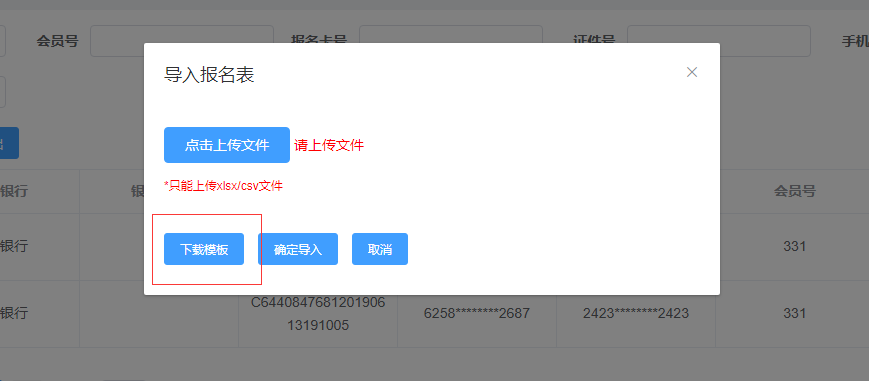 会员号
报名卡号
证件号
手机
导入报名表
点击上传文件 请上传文件
*只能上传xlsx/csv文件
银行
会员号
下载模板 确定导入 取消
银行
331
银行
C6440847681201906
13191005
6258********2687
2423********2423
331